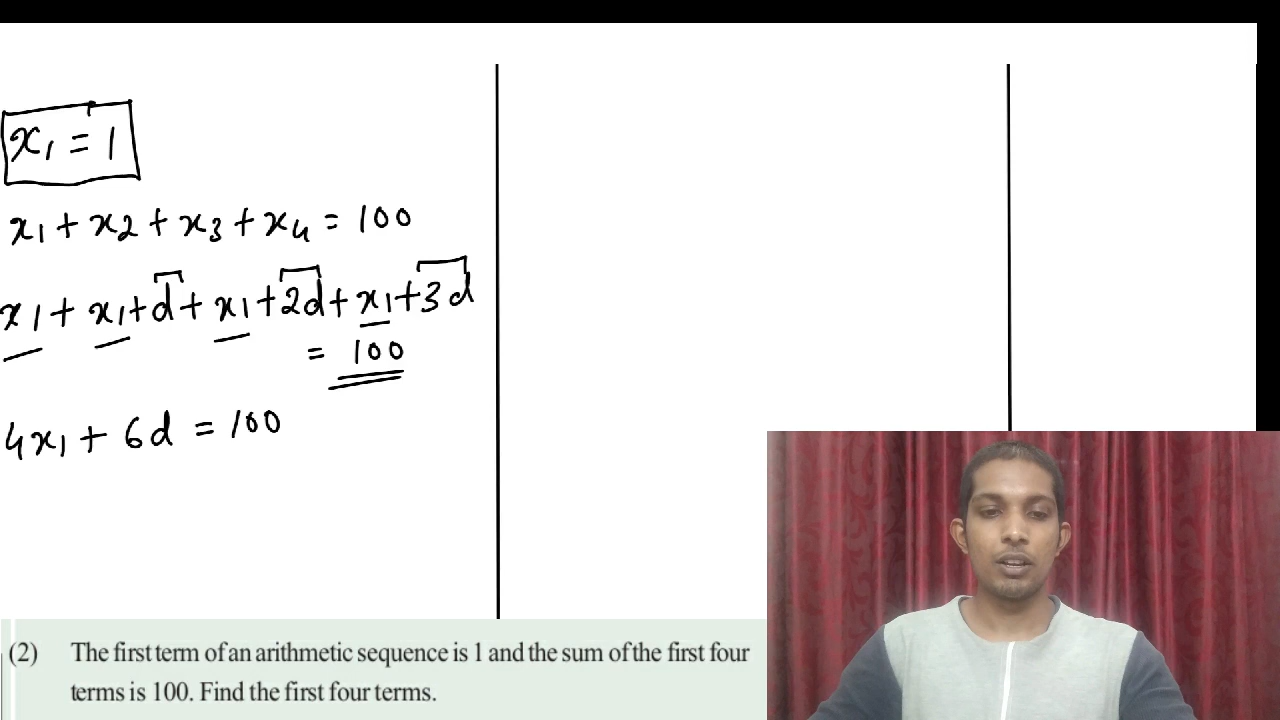 x₁ = 1
x₁ + x₂ + x₃ + x₄ = 100
x₁ + x₁ + d + x₁ + 2d + x₁ + 3d
= 100
4x₁ + 6d = 100
(2) The first term of an arithmetic sequence is 1 and the sum of the first four
terms is 100. Find the first four terms.